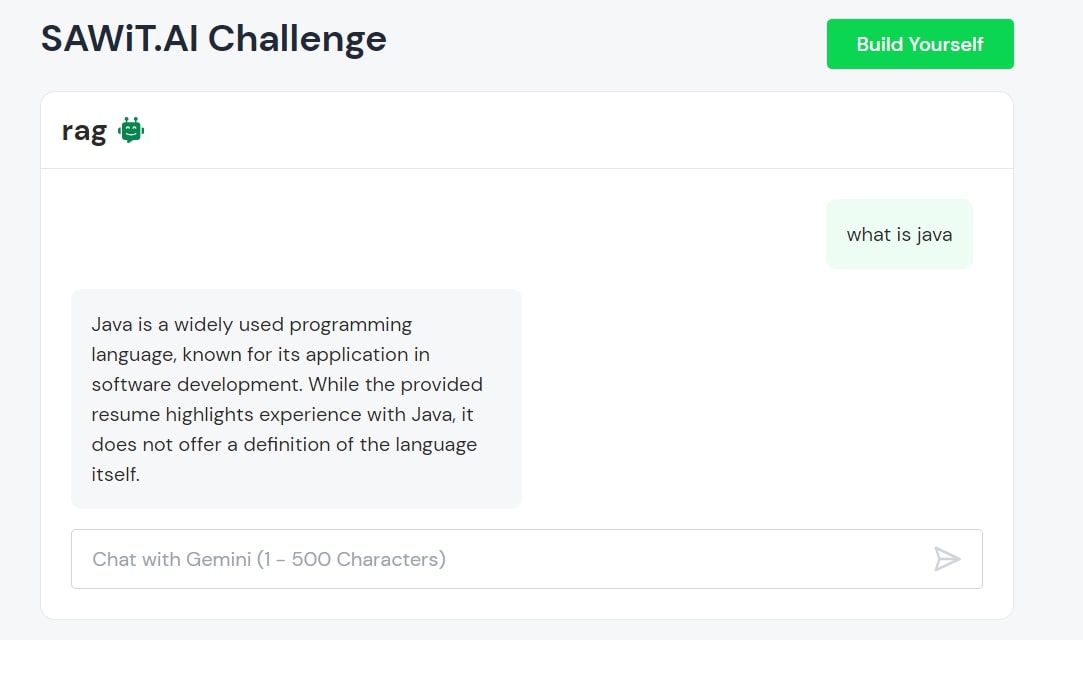 SAWiT.AI Challenge
Build Yourself
rag
what is java
Java is a widely used programming
language, known for its application in
software development. While the provided
resume highlights experience with Java, it
does not offer a definition of the language
itself.
Chat with Gemini (1 - 500 Characters)